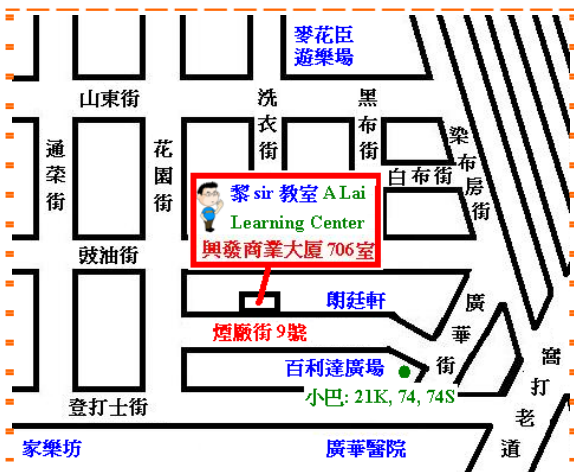 麥花臣
遊樂場
山東街
洗衣街
黑布街
染布房街
通菜街
花園街
白布街
黎 sir 教室 A Lai
Learning Center
興發商業大厦 706室
豉油街
朗廷軒
廣華街
煙厰街 9號
百利達廣場
小巴: 21K, 74, 74S
窩打老道
登打士街
家樂坊
廣華醫院